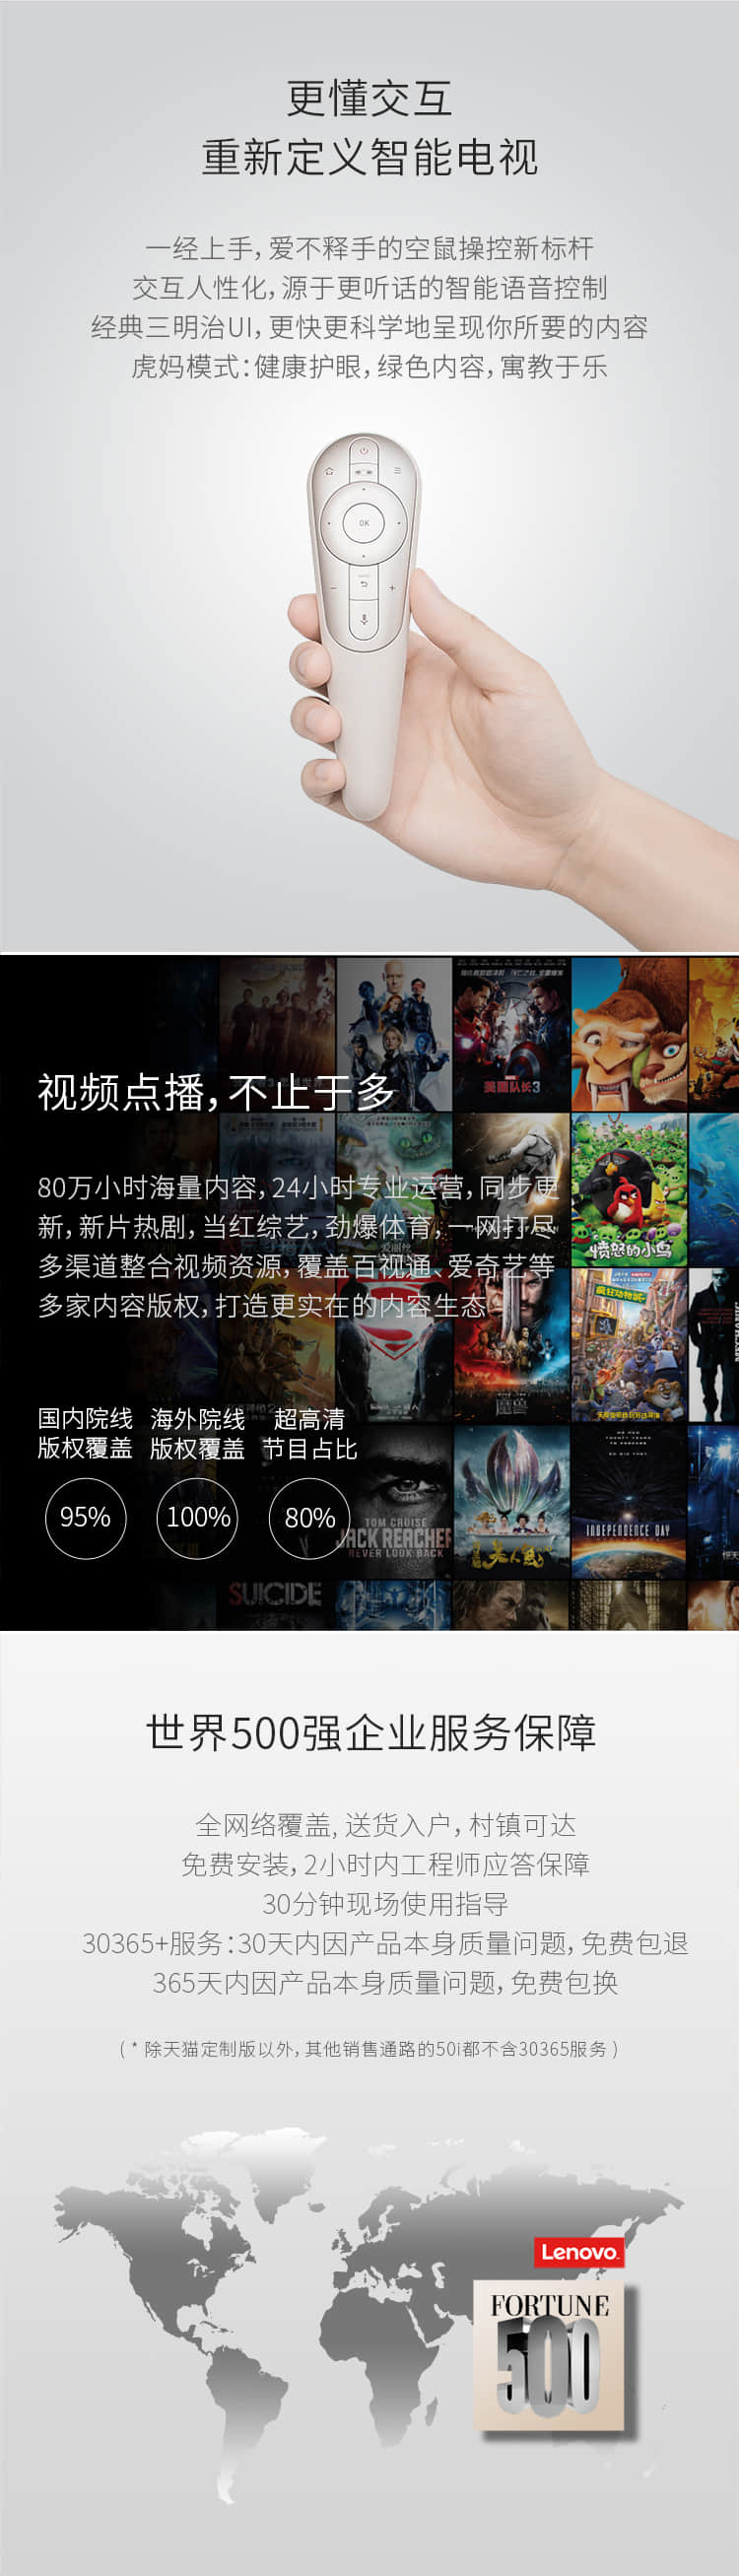 更懂交互
重新定义智能电视
一经上手，爱不释手的空鼠操控新标杆
交互人性化，源于更听话的智能语音控制
经典三明治UI，更快更科学地呈现你所要的内容
虎妈模式：健康护眼，绿色内容，寓教于乐
OK
视频点播，不止于多
美国队长3
80万小时海量内容，24小时专业运营，同步更
新，新片热剧，当红综艺，劲爆体育，一网打尽
多渠道整合视频资源，覆盖百视通、爱奇艺等
多家内容版权，打造更实在的内容生态
愤怒的小鸟
疯狂动物城
魔兽
国内院线 海外院线 超高清
版权覆盖 版权覆盖 节目占比
95% 100% 80%
TOM CRUISE
JACK REACHER
NEVER LOOK BACK
美人鱼
INDEPENDENCE DAY
SUICIDE
世界500强企业服务保障
全网络覆盖, 送货入户，村镇可达
免费安装，2小时内工程师应答保障
30分钟现场使用指导
30365+服务：30天内因产品本身质量问题，免费包退
365天内因产品本身质量问题，免费包换
( * 除天猫定制版以外，其他销售通路的50i都不含30365服务 )
Lenovo
FORTUNE
500